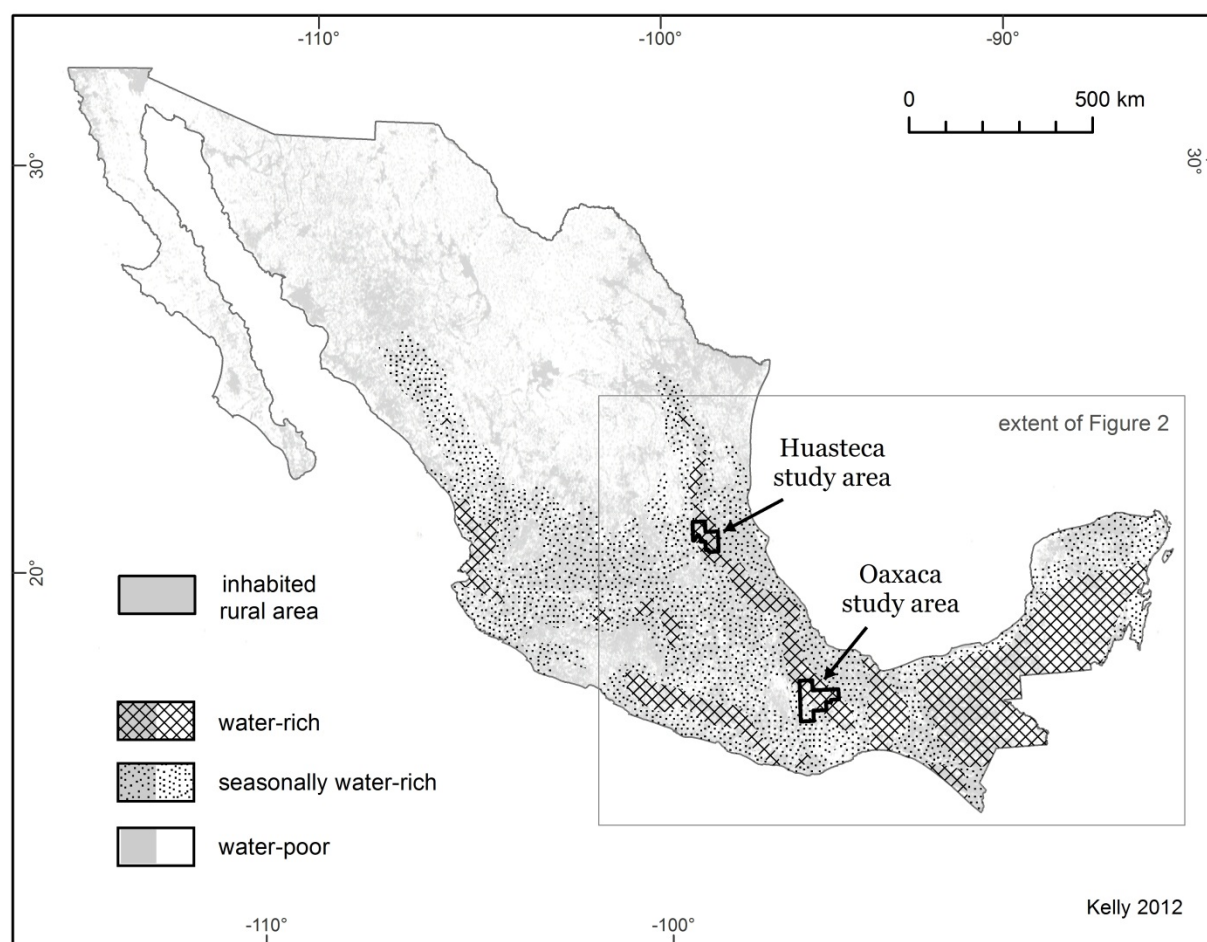 -110°
-100°
-90°
0
500 km
30°
30°
extent of Figure 2
Huasteca
study area
20°
Oaxaca
study area
inhabited
rural area
water-rich
seasonally water-rich
water-poor
Kelly 2012
-110°
-100°